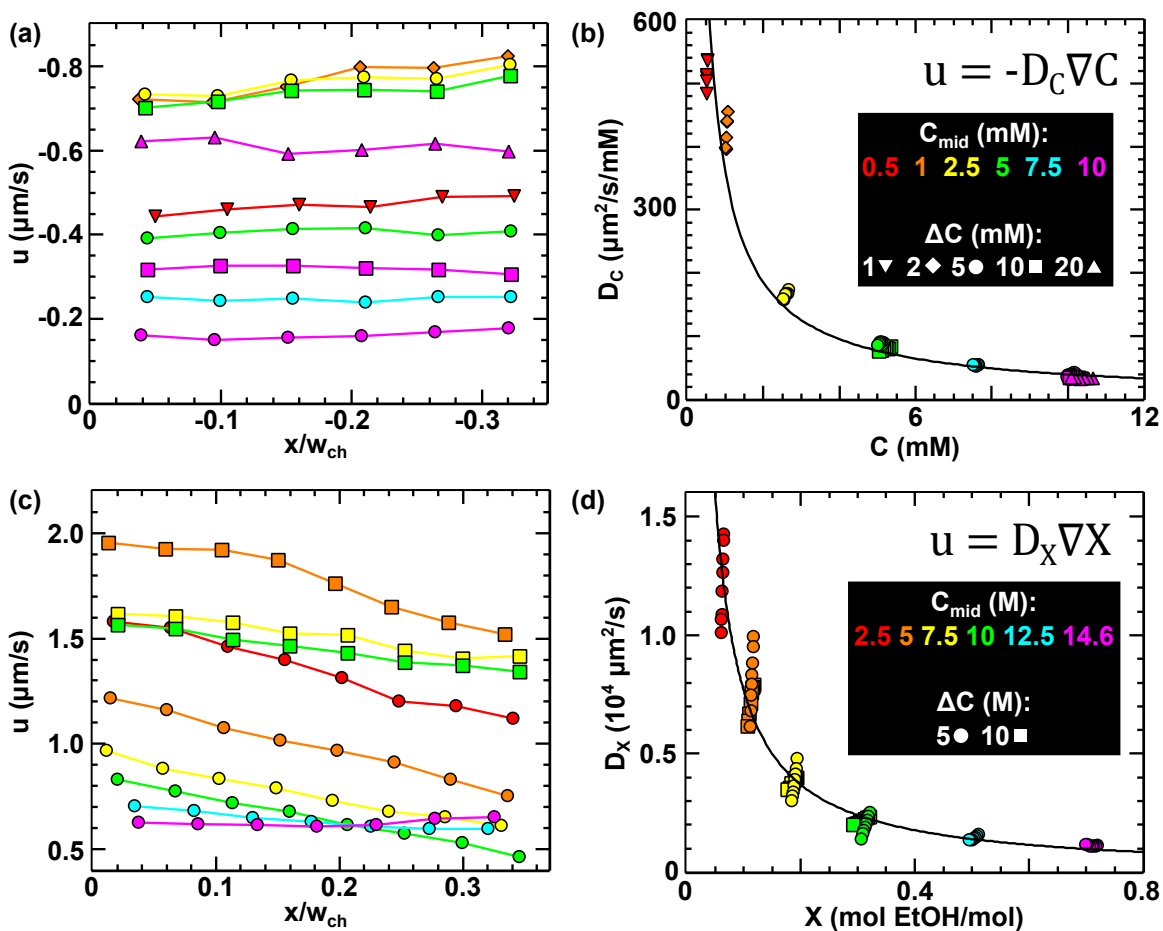 (a)
u (µm/s)
-0.8
-0.6
-0.4
-0.2
0
0 -0.1 -0.2 -0.3
x/w_ch
(b)
D_C (µm²/s/mM)
600
300
0
0 6 12
C (mM)
u = -D_C∇C
C_mid (mM):
0.5 1 2.5 5 7.5 10
ΔC (mM):
1▼ 2◆ 5● 10■ 20▲
(c)
u (µm/s)
2.0
1.5
1.0
0.5
0 0.1 0.2 0.3
x/w_ch
(d)
D_X (10⁴ µm²/s)
1.5
1.0
0.5
0
0 0.4 0.8
X (mol EtOH/mol)
u = D_X∇X
C_mid (M):
2.5 5 7.5 10 12.5 14.6
ΔC (M):
5● 10■